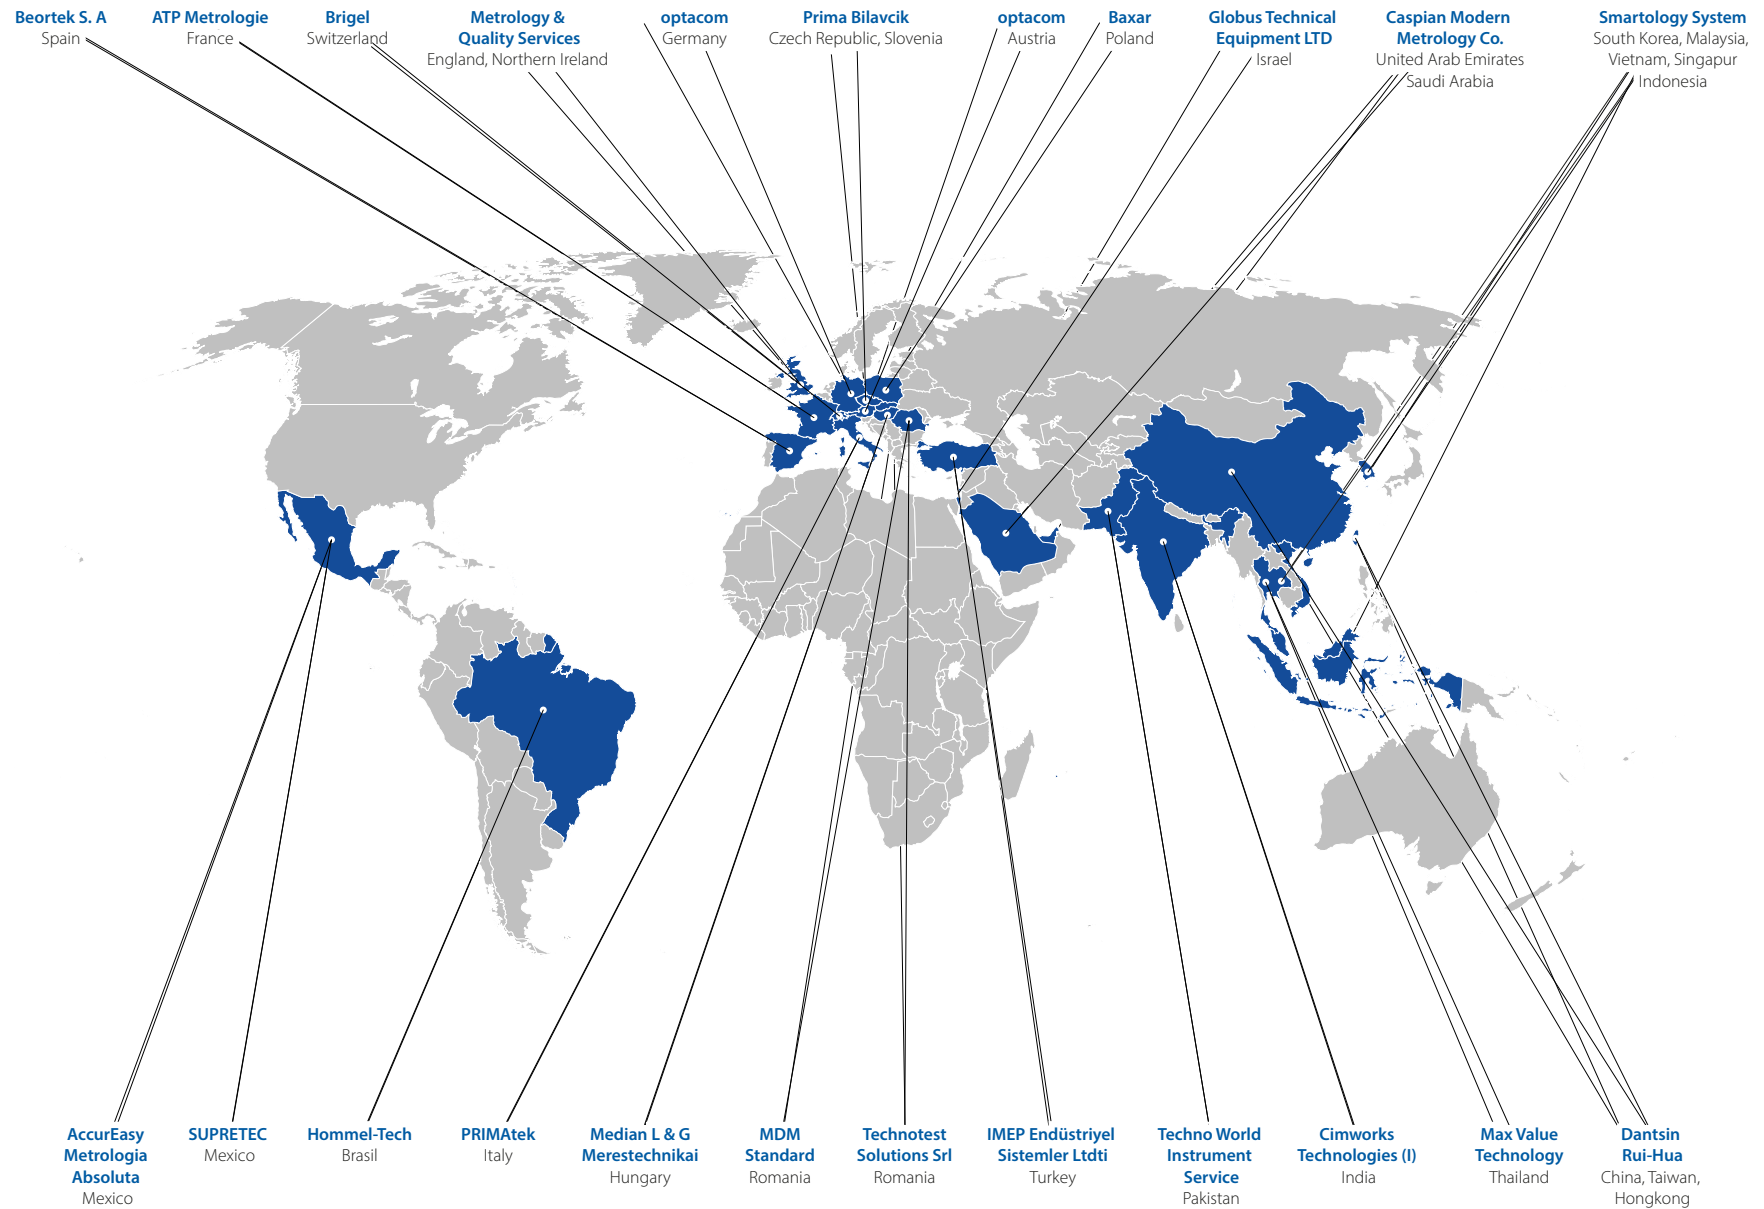 Beortek S. A
Spain
ATP Metrologie
France
Brigel
Switzerland
Metrology &
Quality Services
England, Northern Ireland
optacom
Germany
Prima Bilavcik
Czech Republic, Slovenia
optacom
Austria
Baxar
Poland
Globus Technical
Equipment LTD
Israel
Caspian Modern
Metrology Co.
United Arab Emirates
Saudi Arabia
Smartology System
South Korea, Malaysia,
Vietnam, Singapur
Indonesia
AccurEasy
Metrologia
Absoluta
Mexico
SUPRETEC
Mexico
Hommel-Tech
Brasil
PRIMAtek
Italy
Median L & G
Merestechnikai
Hungary
MDM
Standard
Romania
Technotest
Solutions Srl
Romania
IMEP Endüstriyel
Sistemler Ltdti
Turkey
Techno World
Instrument
Service
Pakistan
Cimworks
Technologies (I)
India
Max Value
Technology
Thailand
Dantsin
Rui-Hua
China, Taiwan,
Hongkong